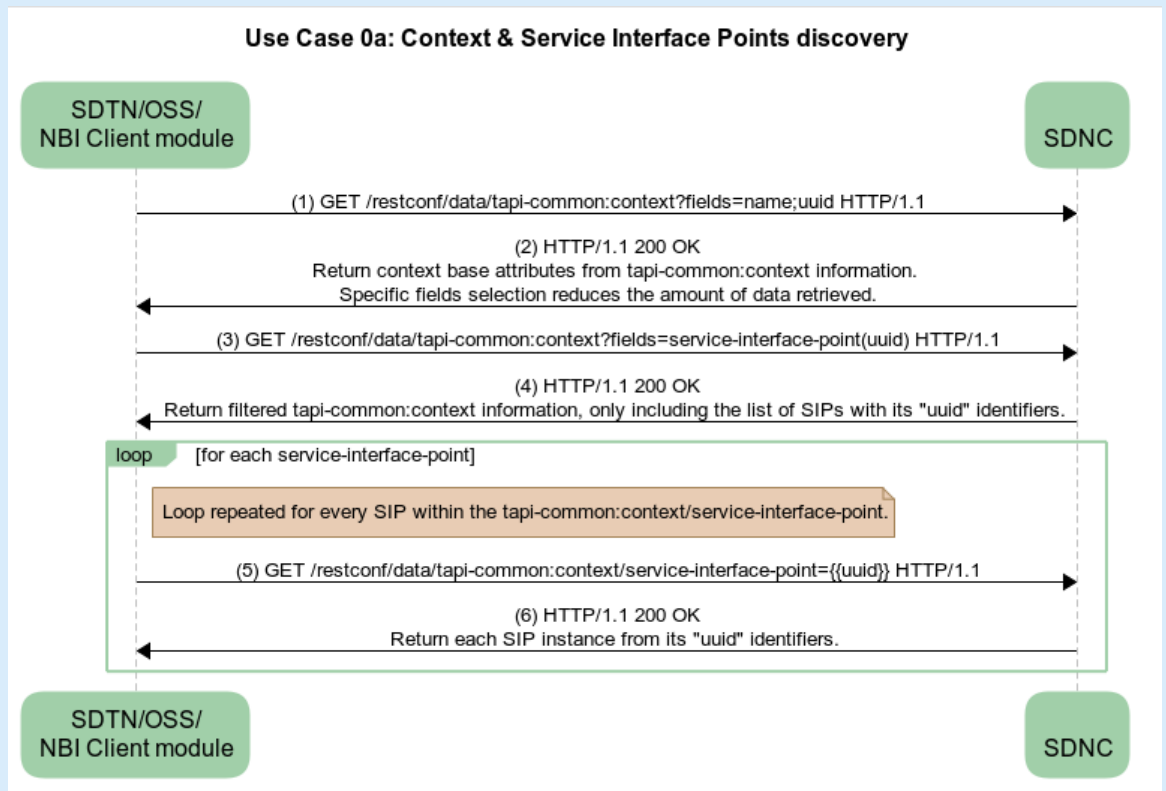 Use Case 0a: Context & Service Interface Points discovery
SDTN/OSS/
NBI Client module
SDNC
(1) GET /restconf/data/tapi-common:context?fields=name;uuid HTTP/1.1
(2) HTTP/1.1 200 OK
Return context base attributes from tapi-common:context information.
Specific fields selection reduces the amount of data retrieved.
(3) GET /restconf/data/tapi-common:context?fields=service-interface-point(uuid) HTTP/1.1
(4) HTTP/1.1 200 OK
Return filtered tapi-common:context information, only including the list of SIPs with its "uuid" identifiers.
loop [for each service-interface-point]
Loop repeated for every SIP within the tapi-common:context/service-interface-point.
(5) GET /restconf/data/tapi-common:context/service-interface-point={{uuid}} HTTP/1.1
(6) HTTP/1.1 200 OK
Return each SIP instance from its "uuid" identifiers.
SDTN/OSS/
NBI Client module
SDNC